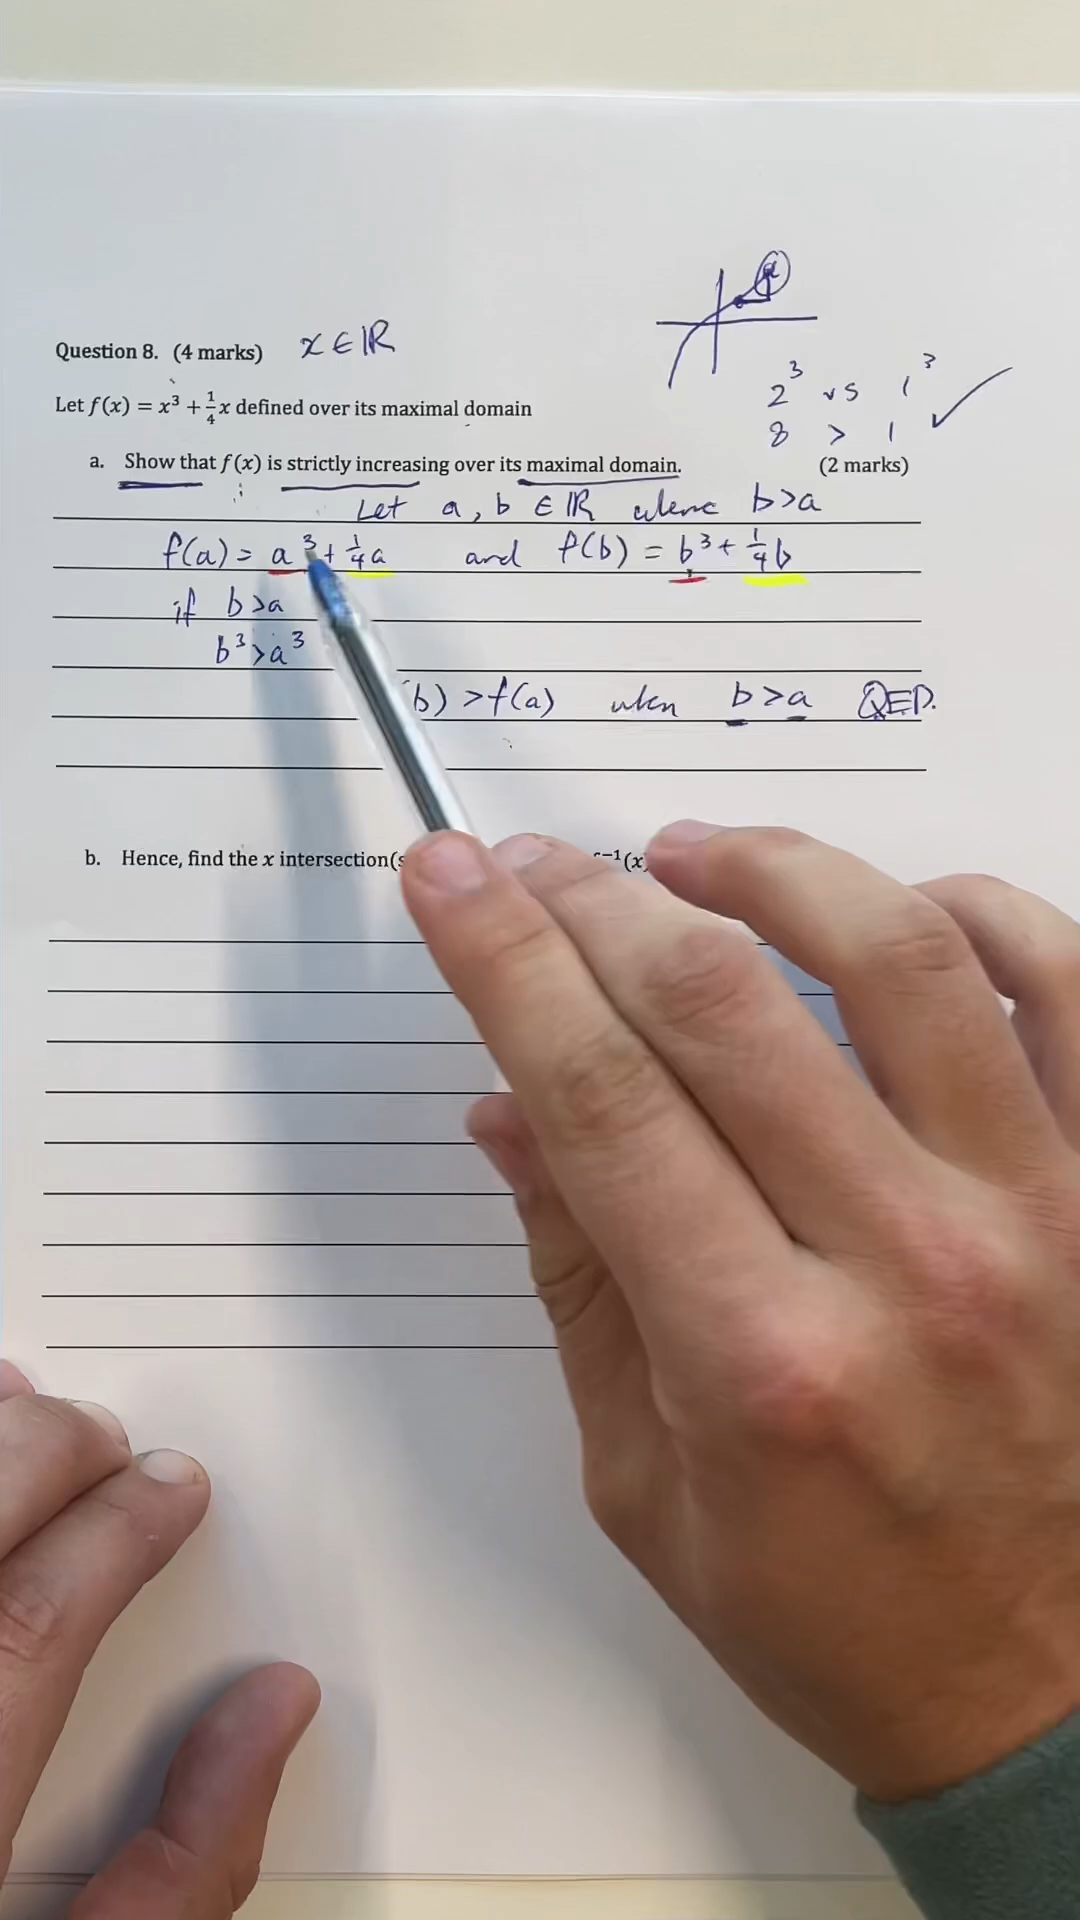 Question 8. (4 marks) x ∈ ℝ
Let f(x) = x³ + ¼x defined over its maximal domain
2³ vs 1³
8 > 1
a. Show that f(x) is strictly increasing over its maximal domain. (2 marks)
Let a, b ∈ ℝ where b>a
f(a) = a³ + ¼a and f(b) = b³ + ¼b
if b>a
b³>a³
b) >f(a) when b>a QED.
b. Hence, find the x intersection(s ⁻¹(x)